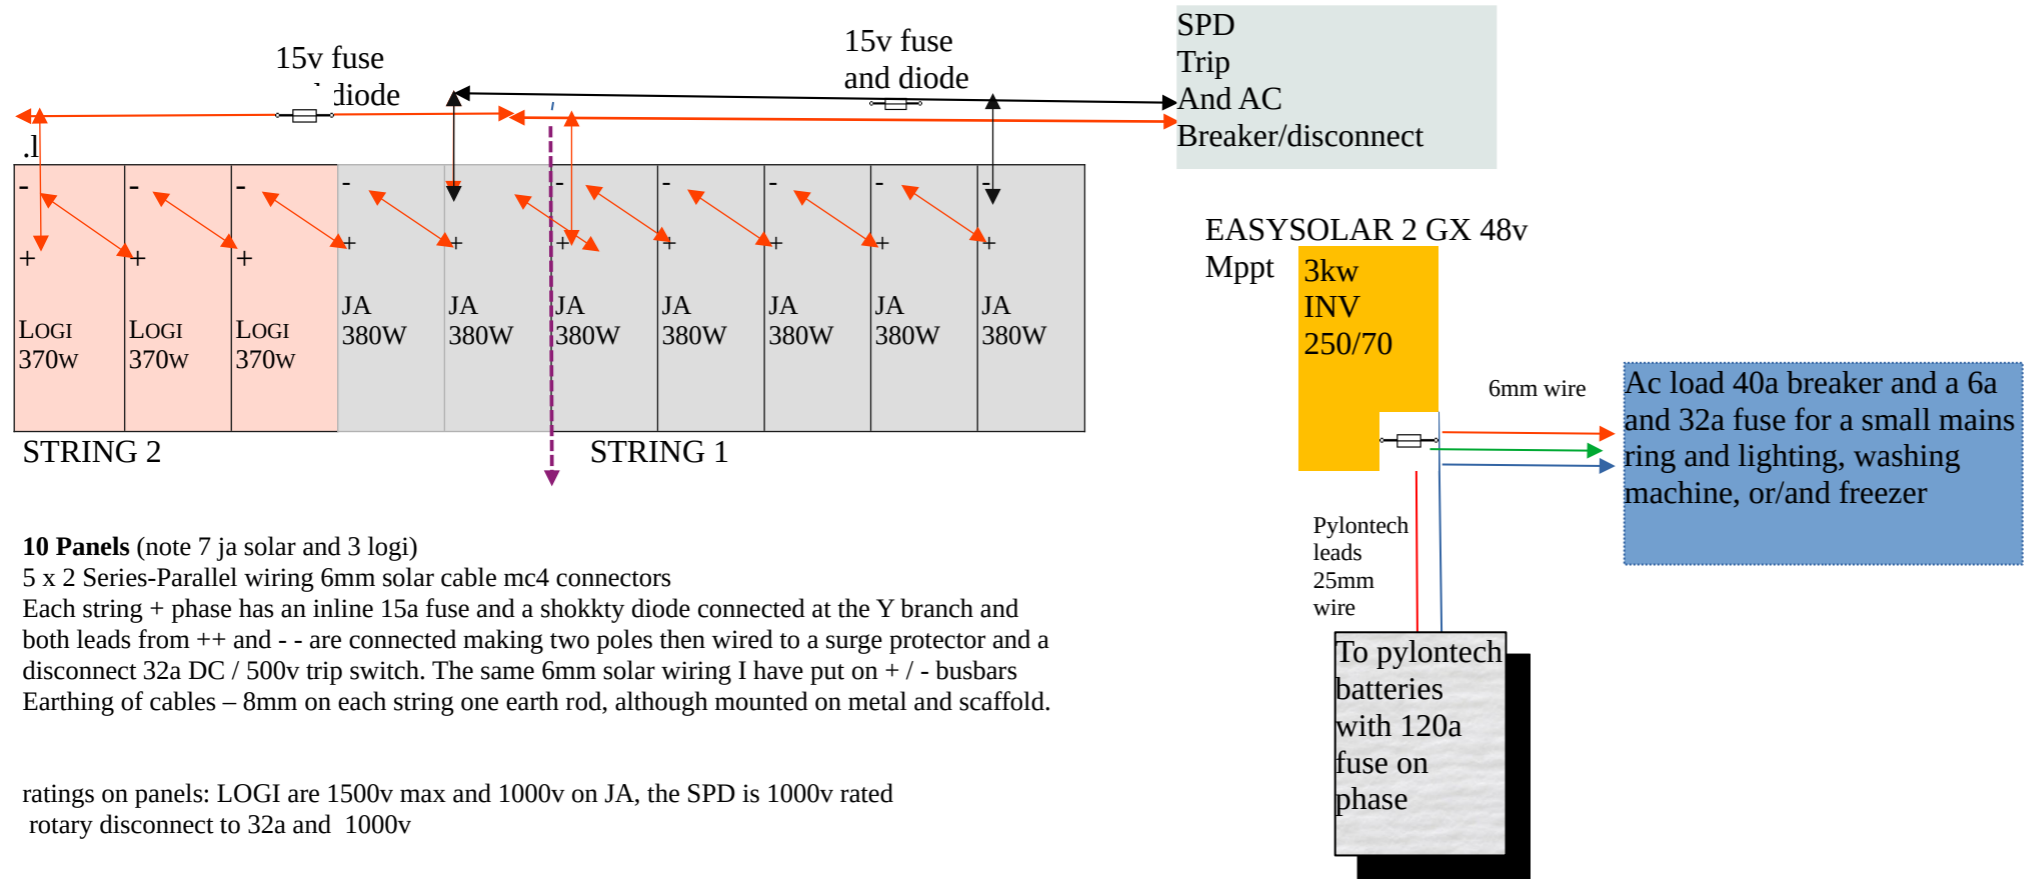 15v fuse
diode
15v fuse
and diode
SPD
Trip
And AC
Breaker/disconnect
.l
- - - - - - - - -
+ + + + + + + + + +
LOGI
370W
LOGI
370W
LOGI
370W
JA
380W
JA
380W
JA
380W
JA
380W
JA
380W
JA
380W
JA
380W
STRING 2
STRING 1
EASYSOLAR 2 GX 48v
Mppt
3kw
INV
250/70
6mm wire
Ac load 40a breaker and a 6a
and 32a fuse for a small mains
ring and lighting, washing
machine, or/and freezer
Pylontech
leads
25mm
wire
To pylontech
batteries
with 120a
fuse on
phase
10 Panels (note 7 ja solar and 3 logi)
5 x 2 Series-Parallel wiring 6mm solar cable mc4 connectors
Each string + phase has an inline 15a fuse and a shokkty diode connected at the Y branch and
both leads from ++ and - - are connected making two poles then wired to a surge protector and a
disconnect 32a DC / 500v trip switch. The same 6mm solar wiring I have put on + / - busbars
Earthing of cables – 8mm on each string one earth rod, although mounted on metal and scaffold.
ratings on panels: LOGI are 1500v max and 1000v on JA, the SPD is 1000v rated
rotary disconnect to 32a and 1000v